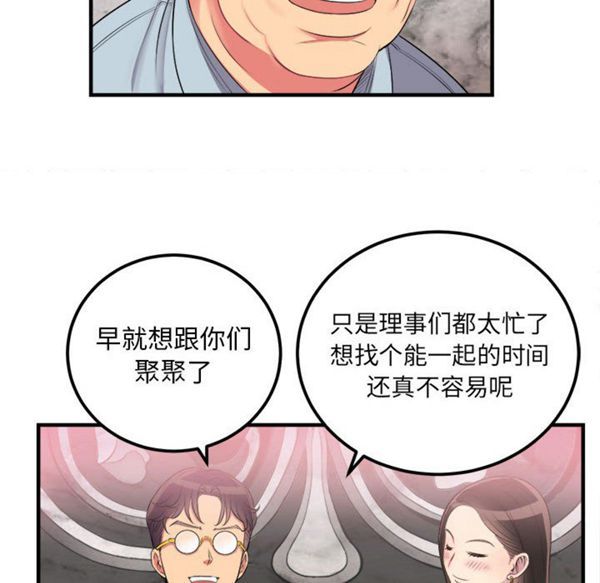 早就想跟你们
聚聚了
只是理事们都太忙了
想找个能一起的时间
还真不容易呢